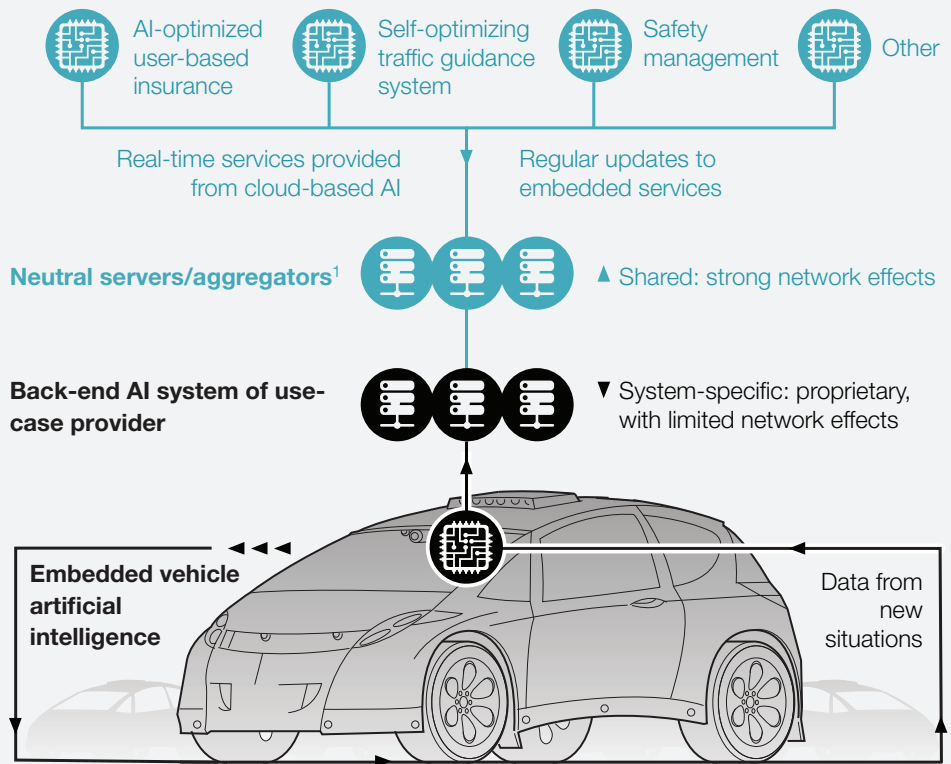 AI-optimized
user-based
insurance
Self-optimizing
traffic guidance
system
Safety
management
Other
Real-time services provided
from cloud-based AI
Regular updates to
embedded services
Neutral servers/aggregators¹
Shared: strong network effects
Back-end AI system of use-
case provider
System-specific: proprietary,
with limited network effects
Embedded vehicle
artificial
intelligence
Data from
new
situations